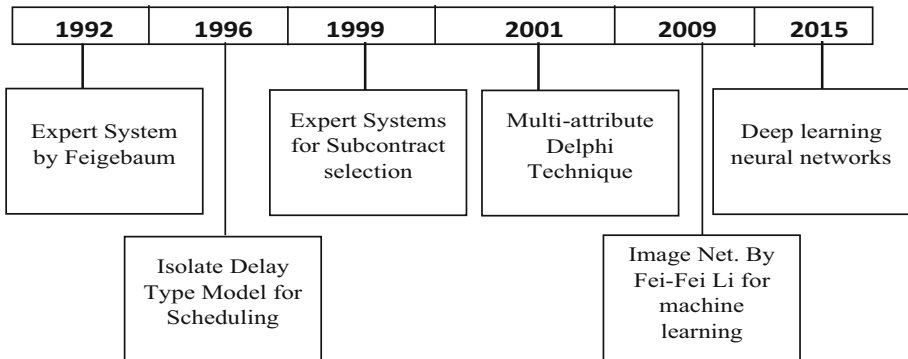 1992 1996 1999 2001 2009 2015
Expert System
by Feigebaum
Expert Systems
for Subcontract
selection
Multi-attribute
Delphi
Technique
Deep learning
neural networks
Isolate Delay
Type Model for
Scheduling
Image Net. By
Fei-Fei Li for
machine
learning